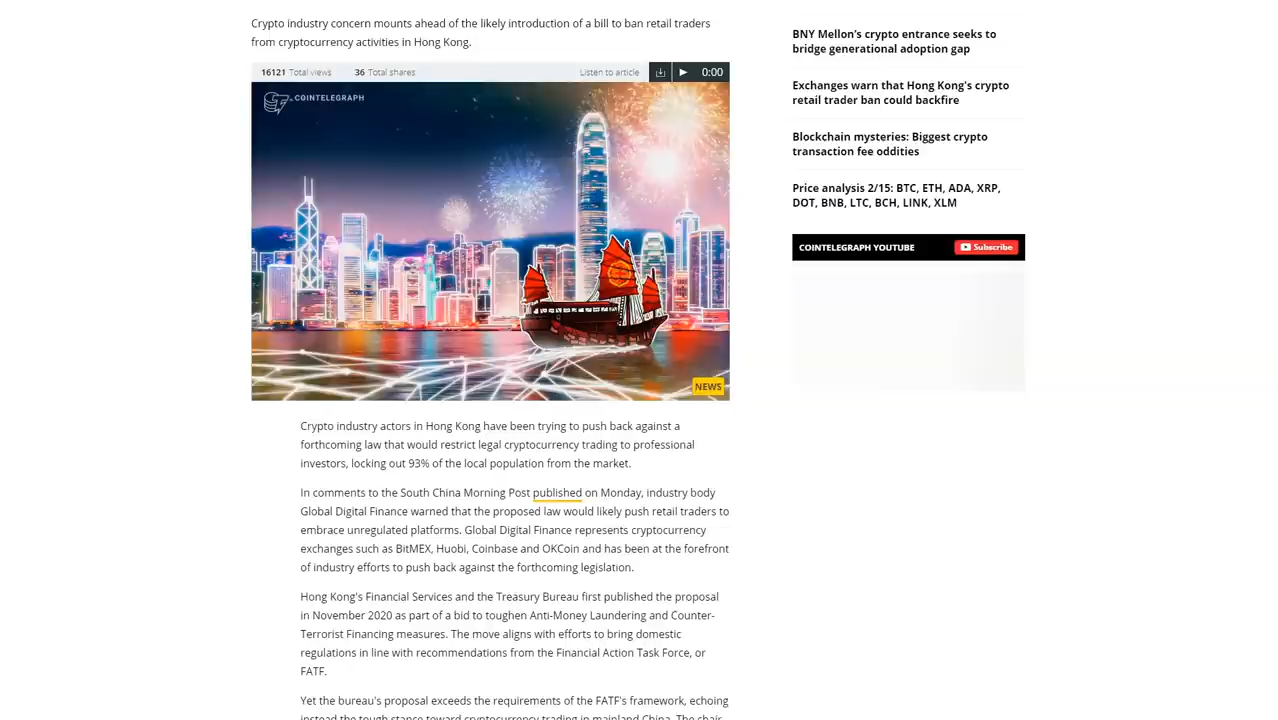 Crypto industry concern mounts ahead of the likely introduction of a bill to ban retail traders
from cryptocurrency activities in Hong Kong.
16121 Total views 36 Total shares Listen to article 0:00
COINTELEGRAPH
NEWS
Crypto industry actors in Hong Kong have been trying to push back against a
forthcoming law that would restrict legal cryptocurrency trading to professional
investors, locking out 93% of the local population from the market.
In comments to the South China Morning Post published on Monday, industry body
Global Digital Finance warned that the proposed law would likely push retail traders to
embrace unregulated platforms. Global Digital Finance represents cryptocurrency
exchanges such as BitMEX, Huobi, Coinbase and OKCoin and has been at the forefront
of industry efforts to push back against the forthcoming legislation.
Hong Kong's Financial Services and the Treasury Bureau first published the proposal
in November 2020 as part of a bid to toughen Anti-Money Laundering and Counter-
Terrorist Financing measures. The move aligns with efforts to bring domestic
regulations in line with recommendations from the Financial Action Task Force, or
FATF.
Yet the bureau's proposal exceeds the requirements of the FATF's framework, echoing
instead the tough stance toward cryptocurrency trading in mainland China. The chair
BNY Mellon's crypto entrance seeks to
bridge generational adoption gap
Exchanges warn that Hong Kong's crypto
retail trader ban could backfire
Blockchain mysteries: Biggest crypto
transaction fee oddities
Price analysis 2/15: BTC, ETH, ADA, XRP,
DOT, BNB, LTC, BCH, LINK, XLM
COINTELEGRAPH YOUTUBE Subscribe